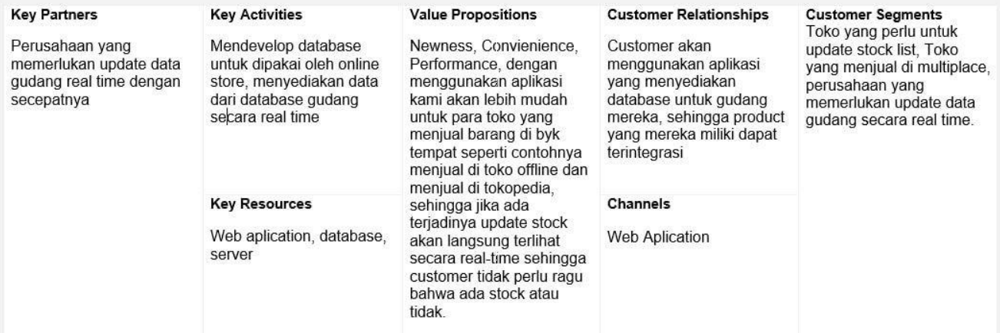 Key Partners
Perusahaan yang
memerlukan update data
gudang real time dengan
secepatnya
Key Activities
Mendevelop database
untuk dipakai oleh online
store, menyediakan data
dari database gudang
secara real time
Key Resources
Web aplication, database,
server
Value Propositions
Newness, Convienience,
Performance, dengan
menggunakan aplikasi
kami akan lebih mudah
untuk para toko yang
menjual barang di byk
tempat seperti contohnya
menjual di toko offline dan
menjual di tokopedia,
sehingga jika ada
terjadinya update stock
akan langsung terlihat
secara real-time sehingga
customer tidak perlu ragu
bahwa ada stock atau
tidak.
Customer Relationships
Customer akan
menggunakan aplikasi
yang menyediakan
database untuk gudang
mereka, sehingga product
yang mereka miliki dapat
terintegrasi
Channels
Web Aplication
Customer Segments
Toko yang perlu untuk
update stock list, Toko
yang menjual di multiplace,
perusahaan yang
memerlukan update data
gudang secara real time.